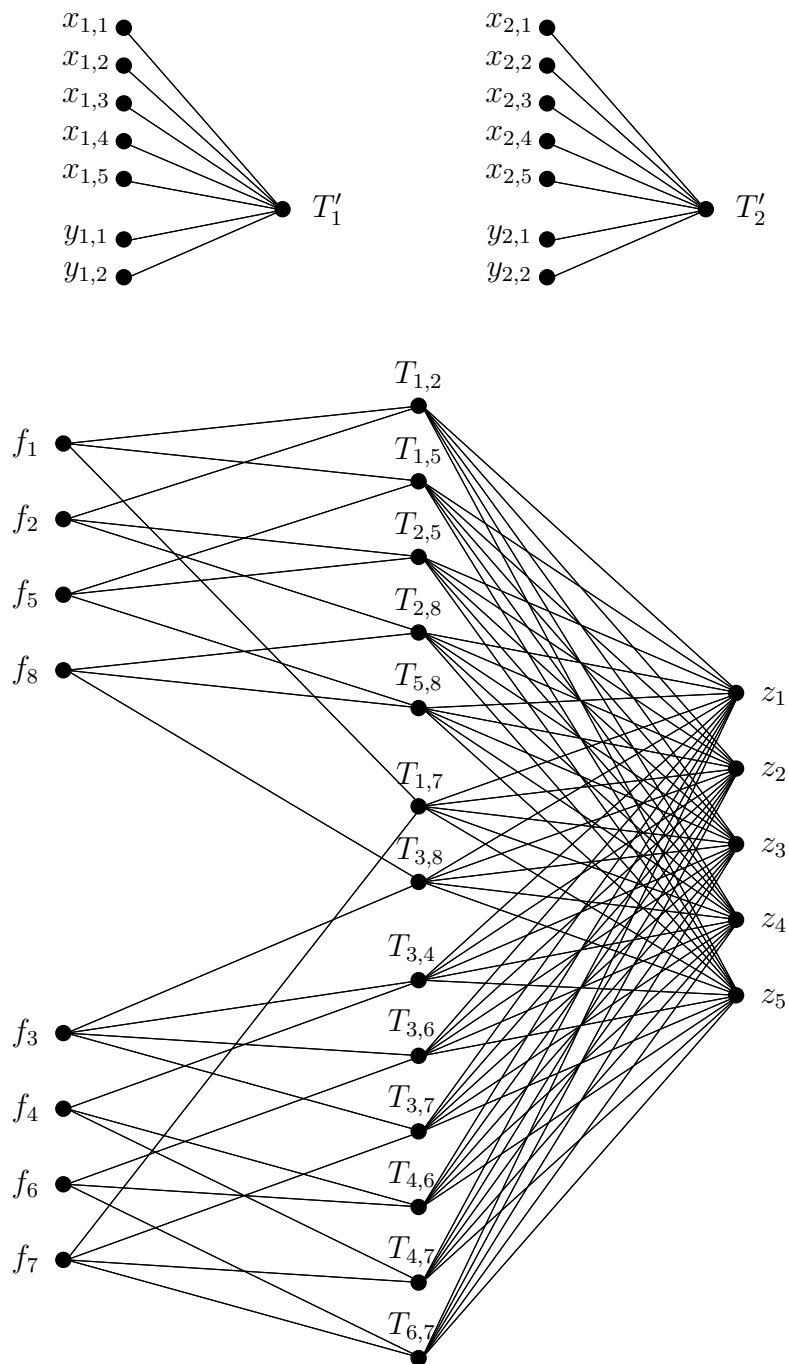 x_{1,1}
x_{1,2}
x_{1,3}
x_{1,4}
x_{1,5}
y_{1,1}
y_{1,2}
T'_1
x_{2,1}
x_{2,2}
x_{2,3}
x_{2,4}
x_{2,5}
y_{2,1}
y_{2,2}
T'_2
f_1
f_2
f_5
f_8
f_3
f_4
f_6
f_7
T_{1,2}
T_{1,5}
T_{2,5}
T_{2,8}
T_{5,8}
T_{1,7}
T_{3,8}
T_{3,4}
T_{3,6}
T_{3,7}
T_{4,6}
T_{4,7}
T_{6,7}
z_1
z_2
z_3
z_4
z_5